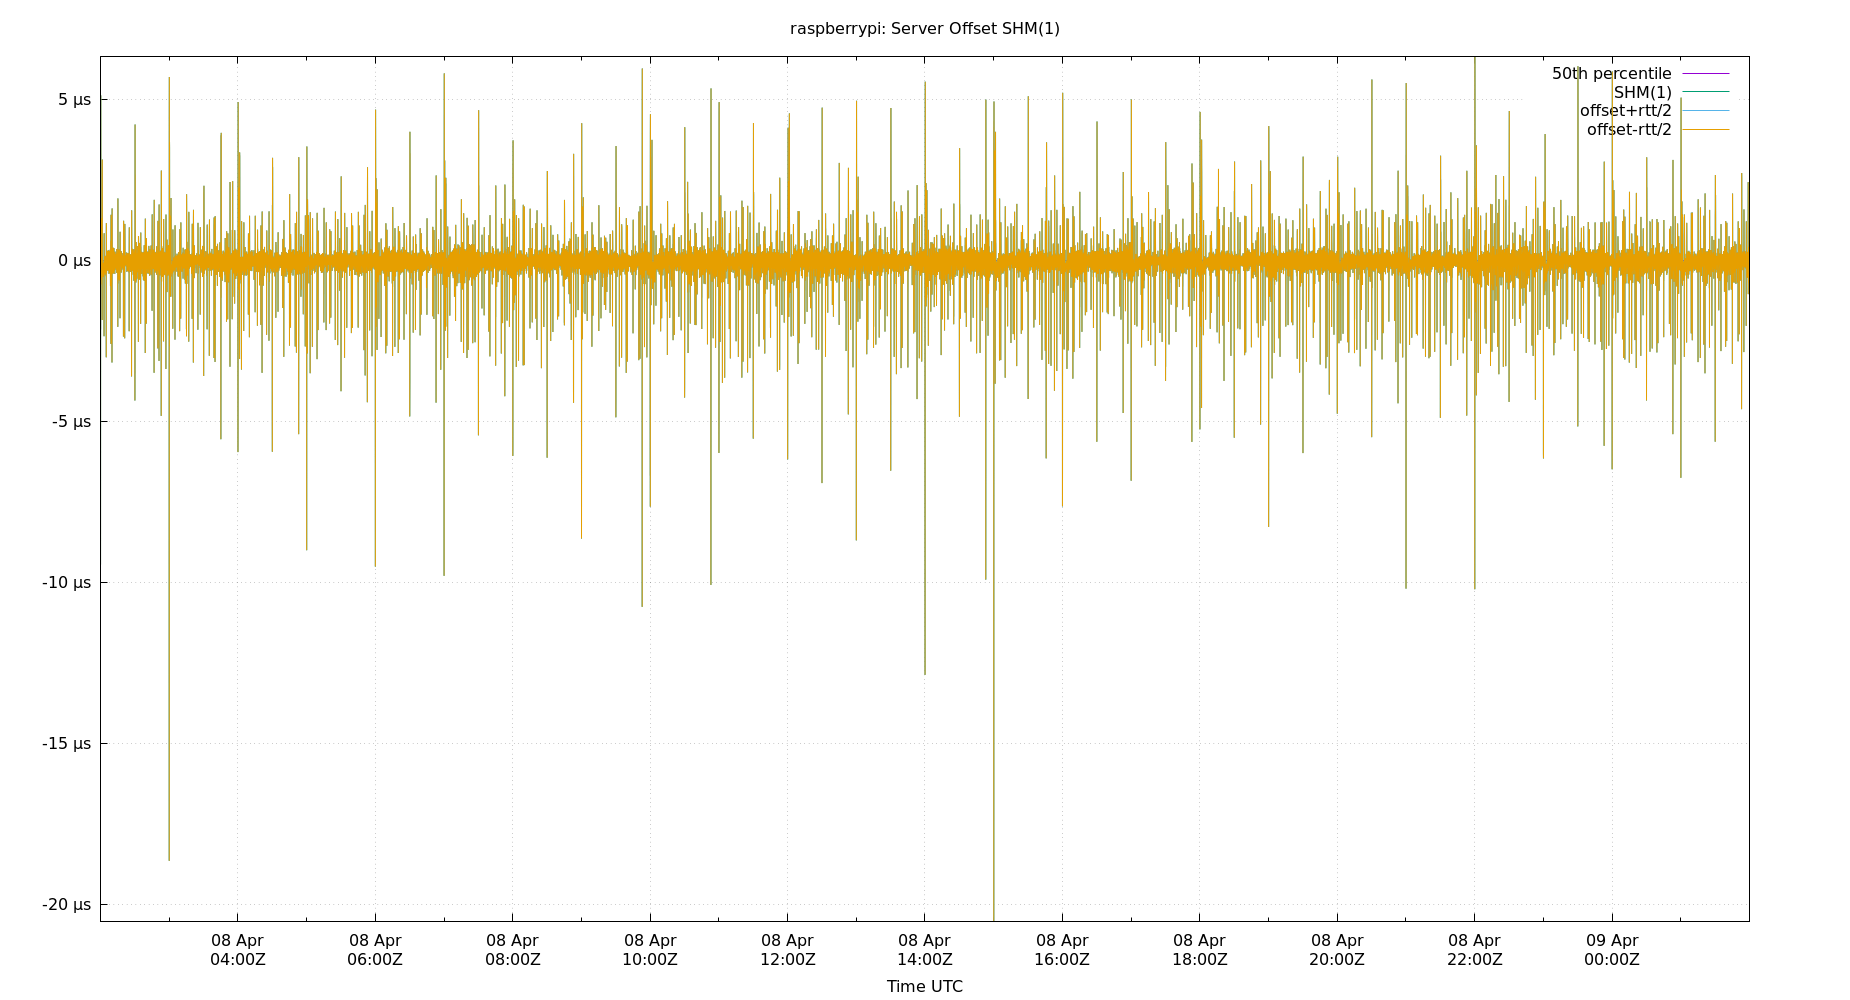 raspberrypi: Server Offset SHM(1)
50th percentile
SHM(1)
offset+rtt/2
offset-rtt/2
5 µs
0 µs
-5 µs
-10 µs
-15 µs
-20 µs
08 Apr 08 Apr 08 Apr 08 Apr 08 Apr 08 Apr 08 Apr 08 Apr 08 Apr 08 Apr 09 Apr
04:00Z 06:00Z 08:00Z 10:00Z 12:00Z 14:00Z 16:00Z 18:00Z 20:00Z 22:00Z 00:00Z
Time UTC